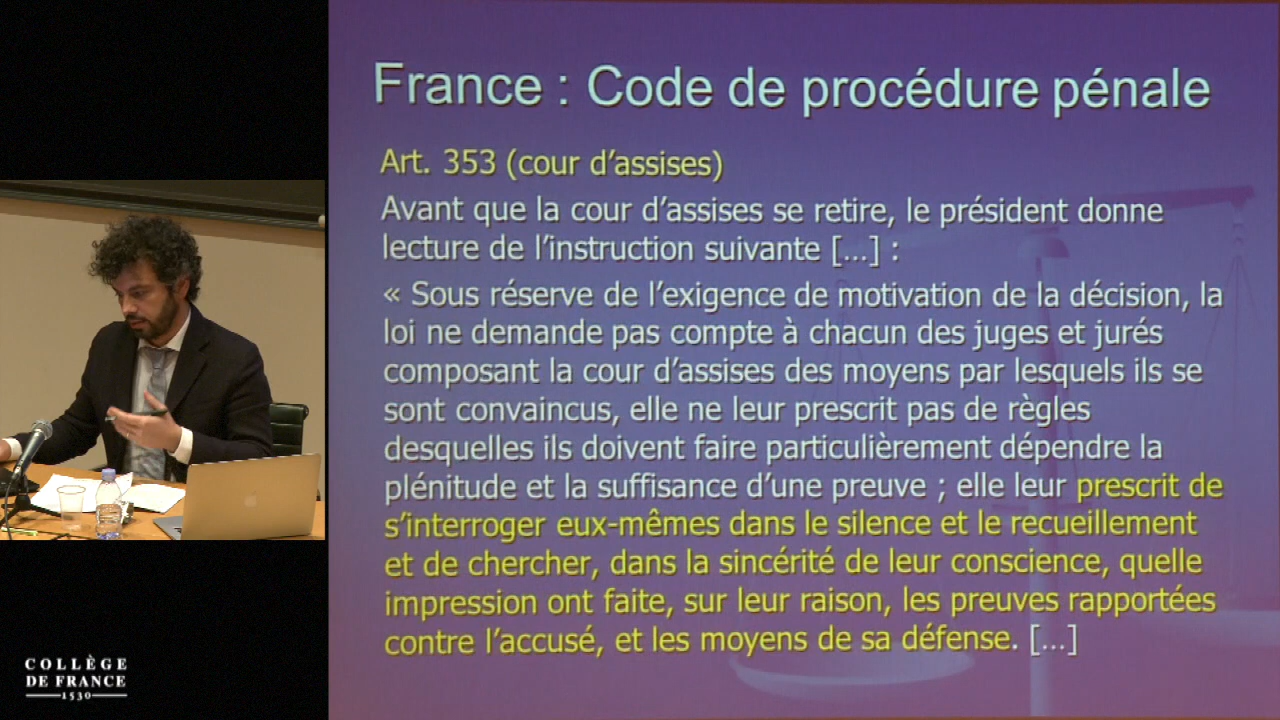 France : Code de procédure pénale
Art. 353 (cour d’assises)
Avant que la cour d’assises se retire, le président donne
lecture de l’instruction suivante […] :
« Sous réserve de l’exigence de motivation de la décision, la
loi ne demande pas compte à chacun des juges et jurés
composant la cour d’assises des moyens par lesquels ils se
sont convaincus, elle ne leur prescrit pas de règles
desquelles ils doivent faire particulièrement dépendre la
plénitude et la suffisance d’une preuve ; elle leur prescrit de
s’interroger eux-mêmes dans le silence et le recueillement
et de chercher, dans la sincérité de leur conscience, quelle
impression ont faite, sur leur raison, les preuves rapportées
contre l’accusé, et les moyens de sa défense. […]
COLLÈGE
DE FRANCE
1530